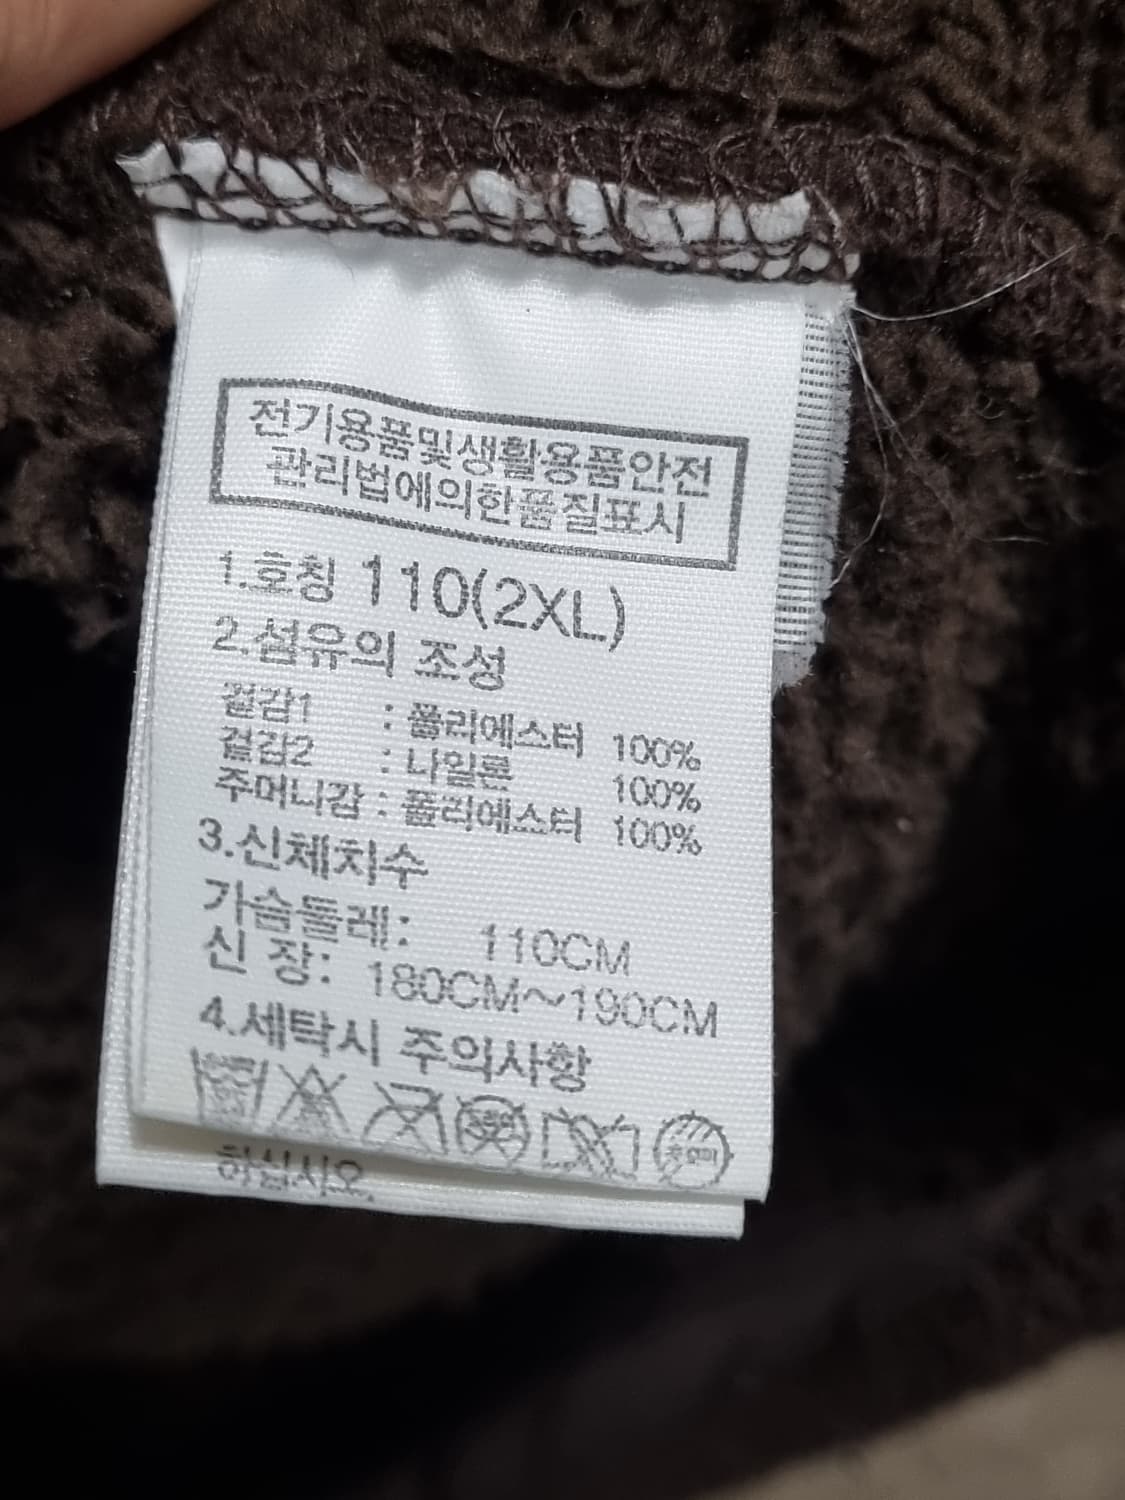 전기용품및생활용품안전
관리법에의한품질표시
1.호칭 110(2XL)
2.섬유의 조성
겉감1 : 폴리에스터 100%
겉감2 : 나일론 100%
주머니감 : 폴리에스터 100%
3.신체치수
가슴둘레: 110CM
신 장: 180CM~190CM
4.세탁시 주의사항
하십시오.